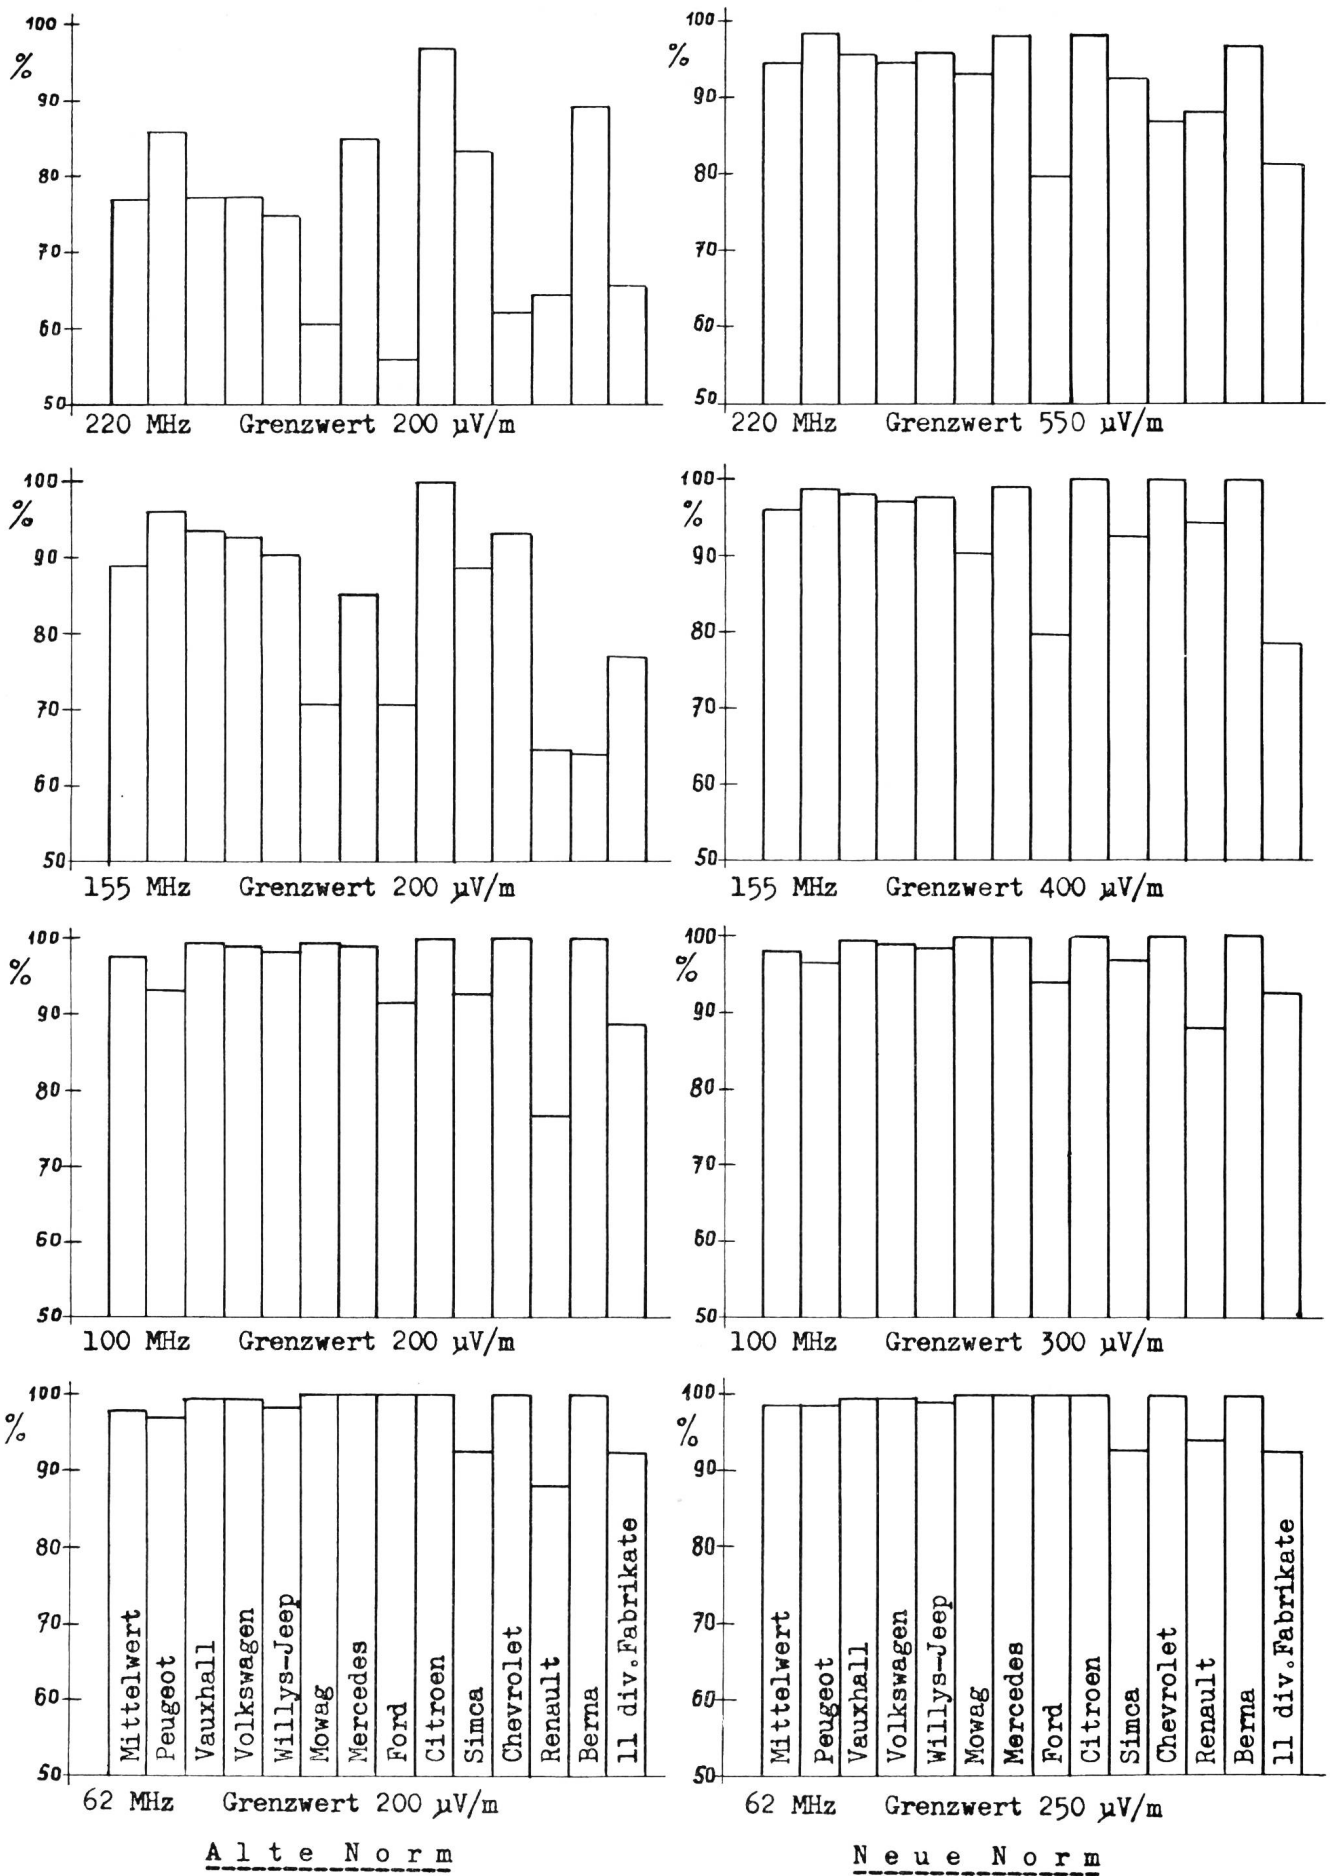 100
%
90
80
70
60
50
220 MHz Grenzwert 200 µV/m
100
%
90
80
70
60
50
220 MHz Grenzwert 550 µV/m
100
%
90
80
70
60
50
155 MHz Grenzwert 200 µV/m
100
%
90
80
70
60
50
155 MHz Grenzwert 400 µV/m
100
%
90
80
70
60
50
100 MHz Grenzwert 200 µV/m
100
%
90
80
70
60
50
100 MHz Grenzwert 300 µV/m
100
%
90
80
70
60
50
Mittelwert
Peugeot
Vauxhall
Volkswagen
Willys-Jeep
Mowag
Mercedes
Ford
Citroen
Simca
Chevrolet
Renault
Berna
11 div.Fabrikate
62 MHz Grenzwert 200 µV/m
Alte Norm
100
%
90
80
70
60
50
Mittelwert
Peugeot
Vauxhall
Volkswagen
Willys-Jeep
Mowag
Mercedes
Ford
Citroen
Simca
Chevrolet
Renault
Berna
11 div.Fabrikate
62 MHz Grenzwert 250 µV/m
Neue Norm